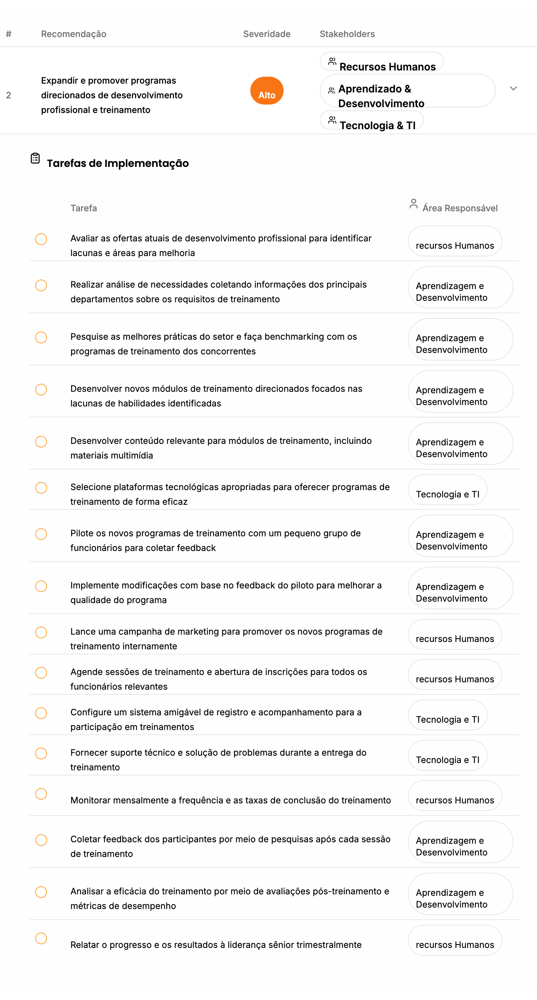 # Recomendação Severidade Stakeholders
2
Expandir e promover programas
direcionados de desenvolvimento
profissional e treinamento
Alto
Recursos Humanos
Aprendizado &
Desenvolvimento
Tecnologia & TI
Tarefas de Implementação
Tarefa Área Responsável
Avaliar as ofertas atuais de desenvolvimento profissional para identificar
lacunas e áreas para melhoria
recursos Humanos
Realizar análise de necessidades coletando informações dos principais
departamentos sobre os requisitos de treinamento
Aprendizagem e
Desenvolvimento
Pesquise as melhores práticas do setor e faça benchmarking com os
programas de treinamento dos concorrentes
Aprendizagem e
Desenvolvimento
Desenvolver novos módulos de treinamento direcionados focados nas
lacunas de habilidades identificadas
Aprendizagem e
Desenvolvimento
Desenvolver conteúdo relevante para módulos de treinamento, incluindo
materiais multimídia
Aprendizagem e
Desenvolvimento
Selecione plataformas tecnológicas apropriadas para oferecer programas de
treinamento de forma eficaz
Tecnologia e TI
Pilote os novos programas de treinamento com um pequeno grupo de
funcionários para coletar feedback
Aprendizagem e
Desenvolvimento
Implemente modificações com base no feedback do piloto para melhorar a
qualidade do programa
Aprendizagem e
Desenvolvimento
Lance uma campanha de marketing para promover os novos programas de
treinamento internamente
recursos Humanos
Agende sessões de treinamento e abertura de inscrições para todos os
funcionários relevantes
recursos Humanos
Configure um sistema amigável de registro e acompanhamento para a
participação em treinamentos
Tecnologia e TI
Fornecer suporte técnico e solução de problemas durante a entrega do
treinamento
Tecnologia e TI
Monitorar mensalmente a frequência e as taxas de conclusão do treinamento
recursos Humanos
Coletar feedback dos participantes por meio de pesquisas após cada sessão
de treinamento
Aprendizagem e
Desenvolvimento
Analisar a eficácia do treinamento por meio de avaliações pós-treinamento e
métricas de desempenho
Aprendizagem e
Desenvolvimento
Relatar o progresso e os resultados à liderança sênior trimestralmente
recursos Humanos